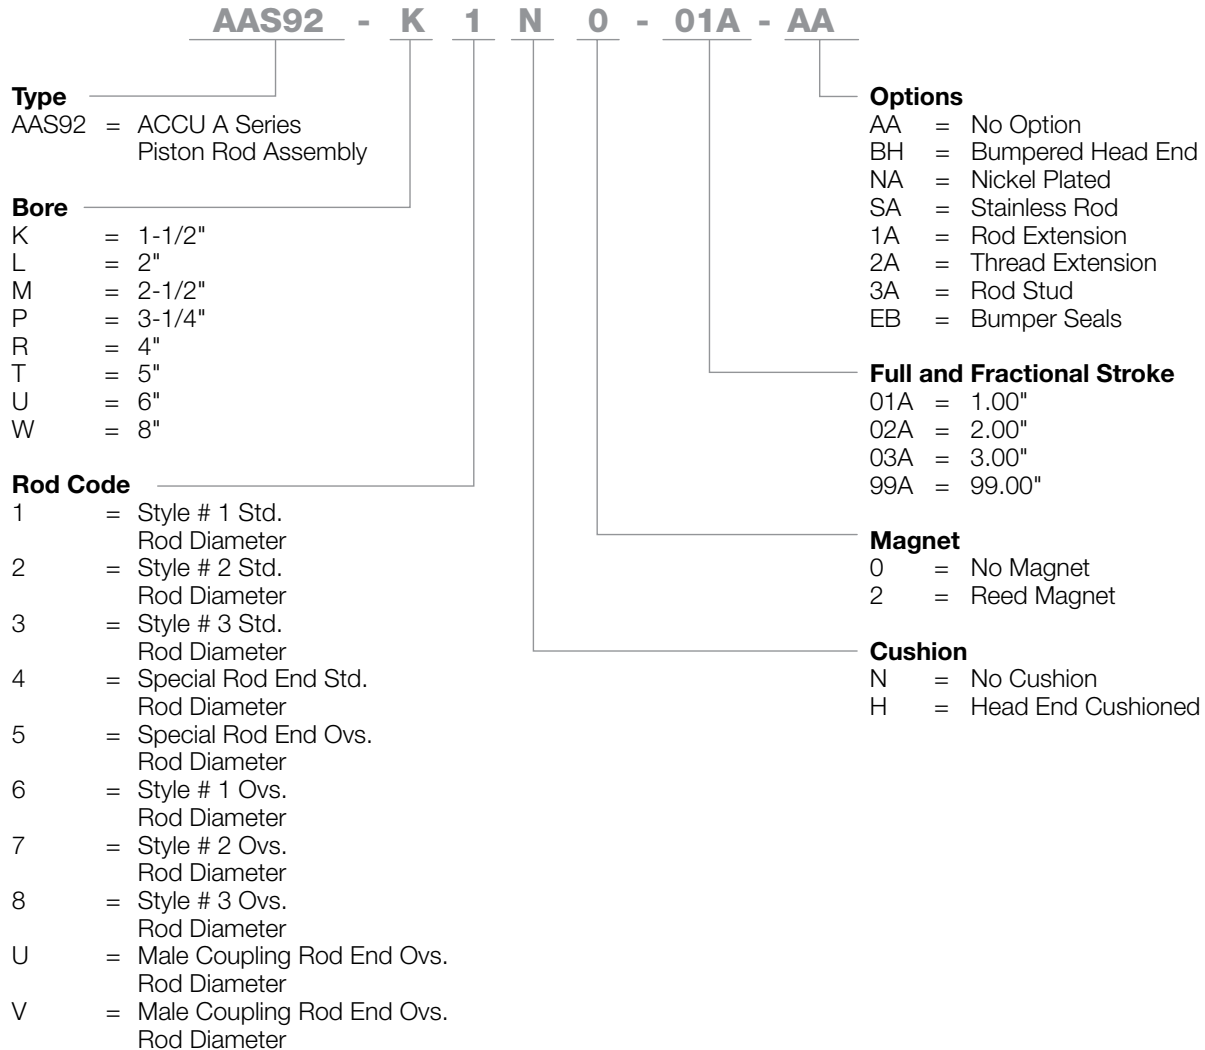 AAS92 - K 1 N 0 - 01A - AA
Type
AAS92 = ACCU A Series
Piston Rod Assembly
Bore
K = 1-1/2"
L = 2"
M = 2-1/2"
P = 3-1/4"
R = 4"
T = 5"
U = 6"
W = 8"
Rod Code
1 = Style # 1 Std.
Rod Diameter
2 = Style # 2 Std.
Rod Diameter
3 = Style # 3 Std.
Rod Diameter
4 = Special Rod End Std.
Rod Diameter
5 = Special Rod End Ovs.
Rod Diameter
6 = Style # 1 Ovs.
Rod Diameter
7 = Style # 2 Ovs.
Rod Diameter
8 = Style # 3 Ovs.
Rod Diameter
U = Male Coupling Rod End Ovs.
Rod Diameter
V = Male Coupling Rod End Ovs.
Rod Diameter
Options
AA = No Option
BH = Bumpered Head End
NA = Nickel Plated
SA = Stainless Rod
1A = Rod Extension
2A = Thread Extension
3A = Rod Stud
EB = Bumper Seals
Full and Fractional Stroke
01A = 1.00"
02A = 2.00"
03A = 3.00"
99A = 99.00"
Magnet
0 = No Magnet
2 = Reed Magnet
Cushion
N = No Cushion
H = Head End Cushioned